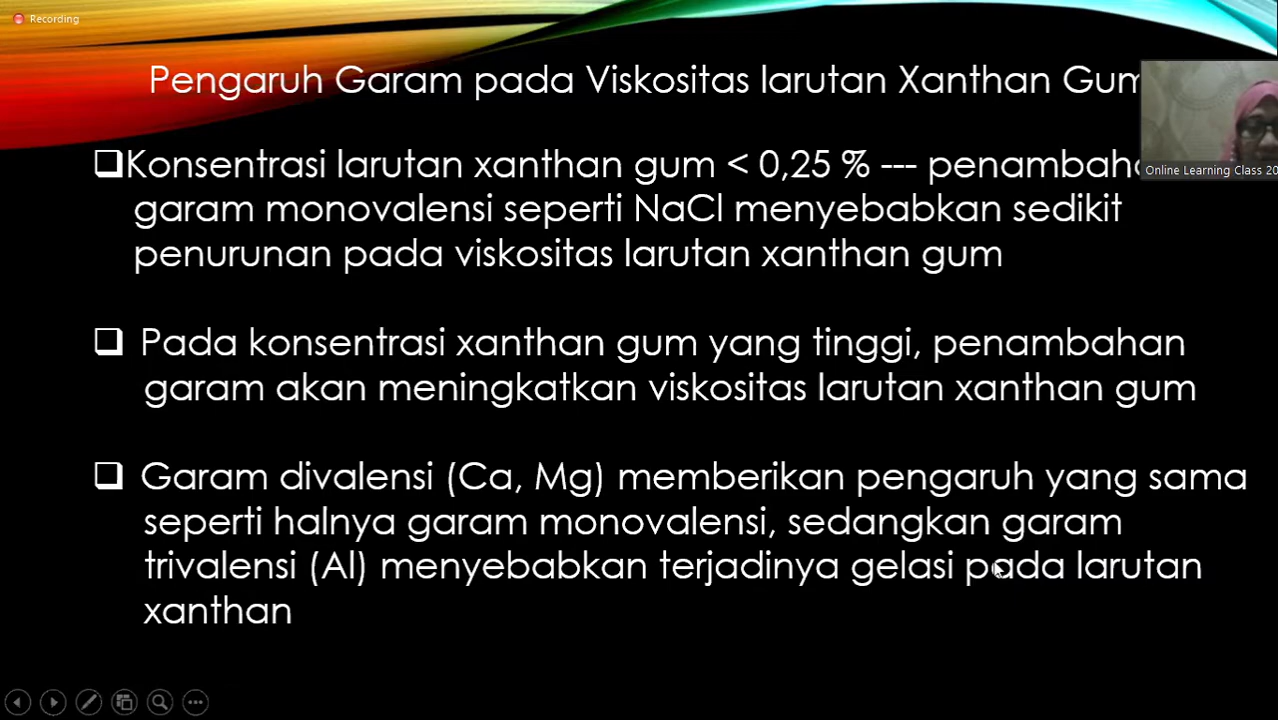 Recording
Pengaruh Garam pada Viskositas larutan Xanthan Gum
Online Learning Class 20
❑Konsentrasi larutan xanthan gum < 0,25 % ---
garam monovalensi seperti NaCl menyebabkan sedikit
penurunan pada viskositas larutan xanthan gum
❑ Pada konsentrasi xanthan gum yang tinggi, penambahan
garam akan meningkatkan viskositas larutan xanthan gum
❑ Garam divalensi (Ca, Mg) memberikan pengaruh yang sama
seperti halnya garam monovalensi, sedangkan garam
trivalensi (Al) menyebabkan terjadinya gelasi pada larutan
xanthan